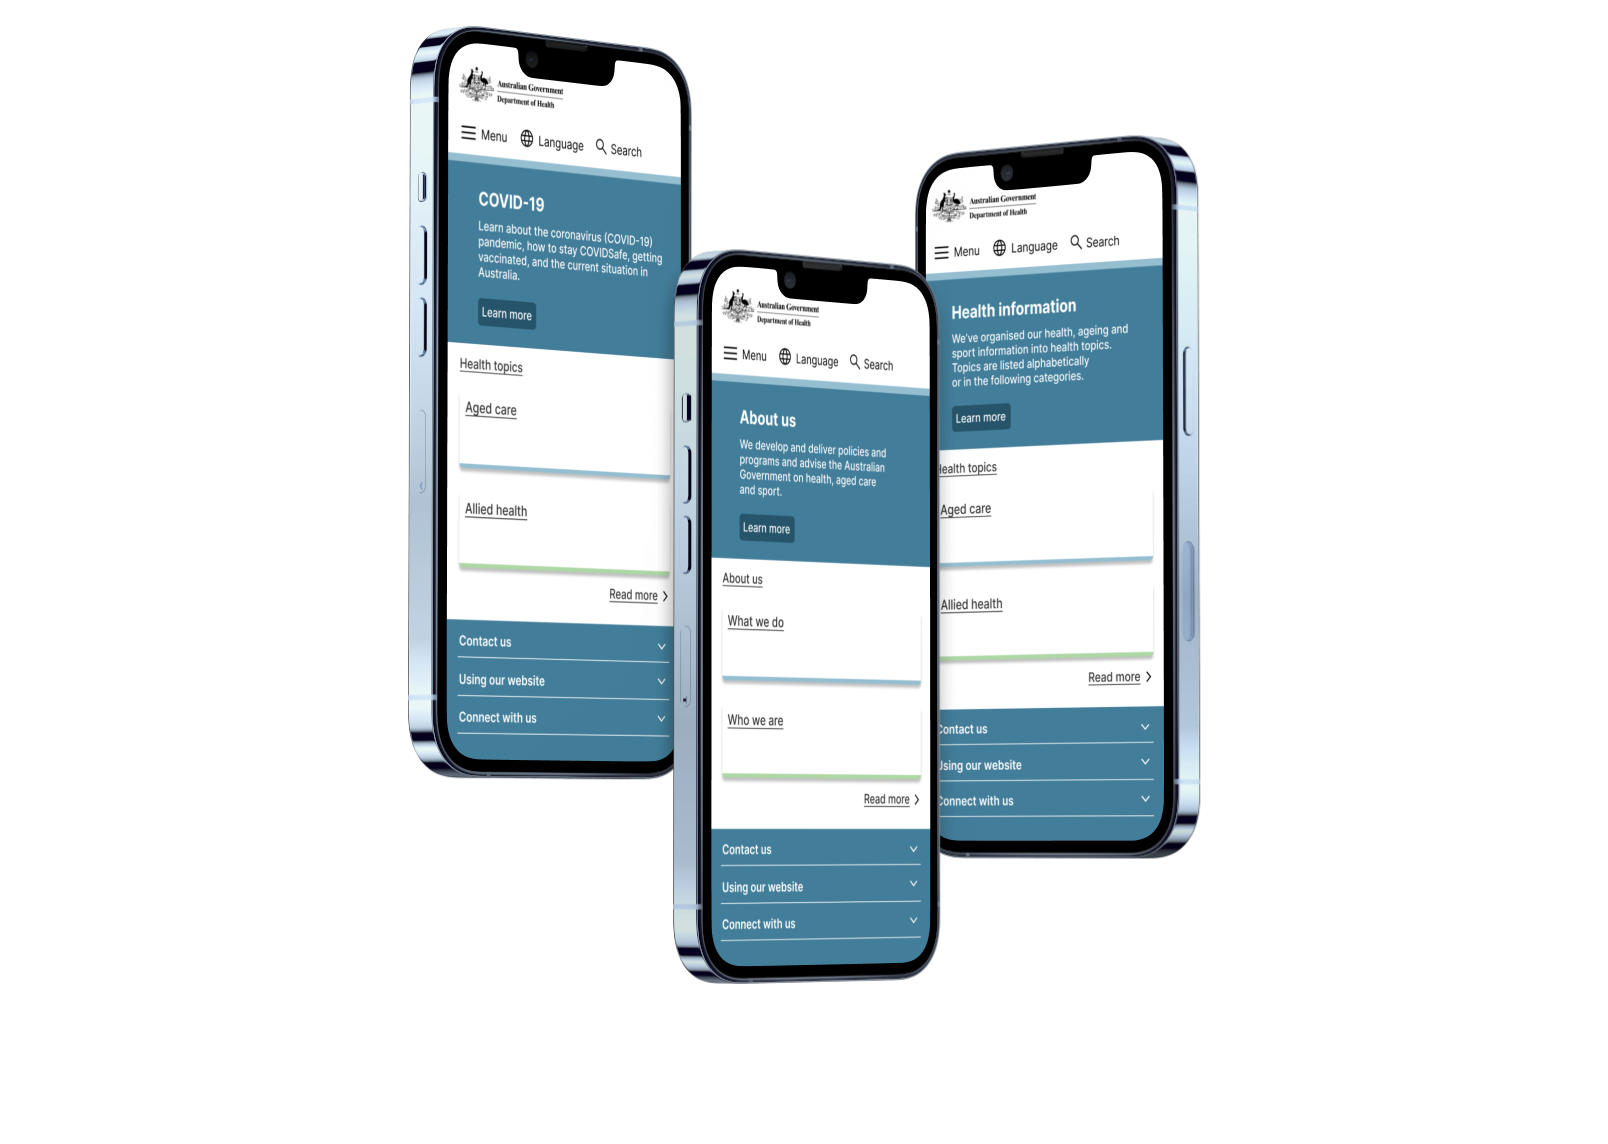 Australian Government
Department of Health
Menu
Language
Search
COVID-19
Learn about the coronavirus (COVID-19)
pandemic, how to stay COVIDSafe, getting
vaccinated, and the current situation in
Australia.
Learn more
Health topics
Aged care
Allied health
Read more
Contact us
Using our website
Connect with us
Australian Government
Department of Health
Menu
Language
Search
About us
We develop and deliver policies and
programs and advise the Australian
Government on health, aged care
and sport.
Learn more
About us
What we do
Who we are
Read more
Contact us
Using our website
Connect with us
Australian Government
Department of Health
Menu
Language
Search
Health information
We've organised our health, ageing and
sport information into health topics.
Topics are listed alphabetically
or in the following categories.
Learn more
Health topics
Aged care
Allied health
Read more
Contact us
Using our website
Connect with us